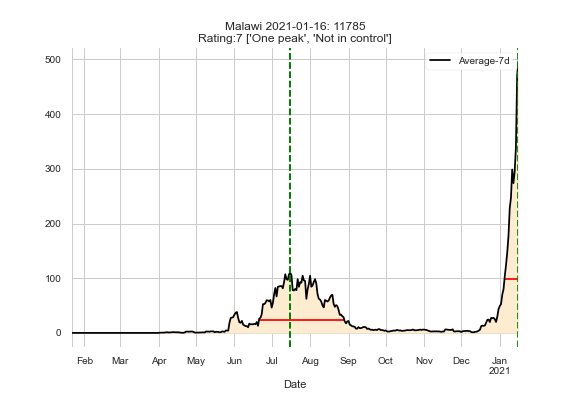 Malawi 2021-01-16: 11785
Rating:7 ['One peak', 'Not in control']
Average-7d
500
400
300
200
100
0
Feb Mar Apr May Jun Jul Aug Sep Oct Nov Dec Jan
2021
Date